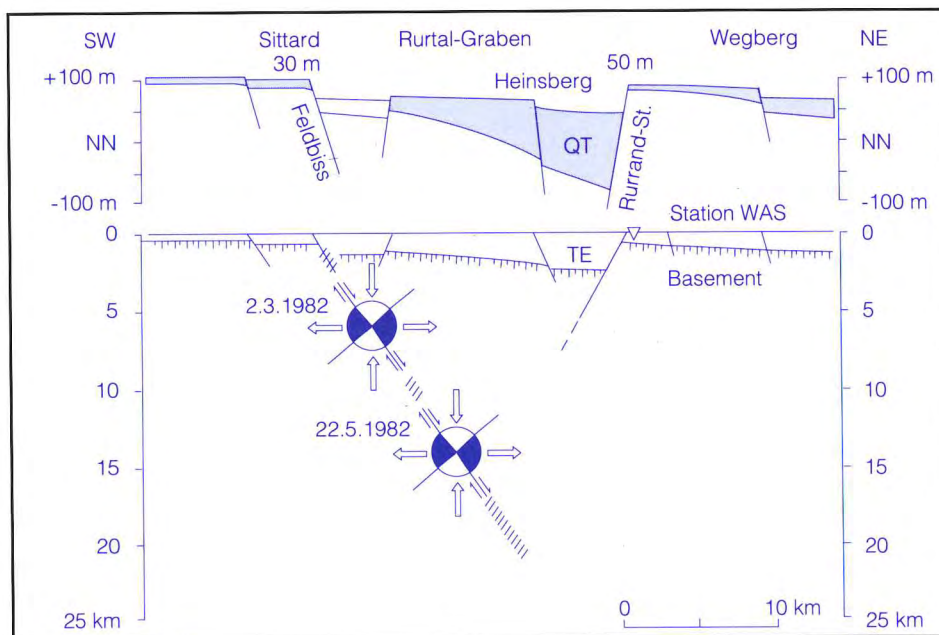 SW Sittard Rurtal-Graben Wegberg NE
+100 m 30 m Heinsberg 50 m +100 m
Feldbiss
NN QT NN
Rurrand-St.
-100 m -100 m
Station WAS
0 TE 0
Basement
2.3.1982
5 5
10 10
22.5.1982
15 15
20 20
0 10 km
25 km 25 km